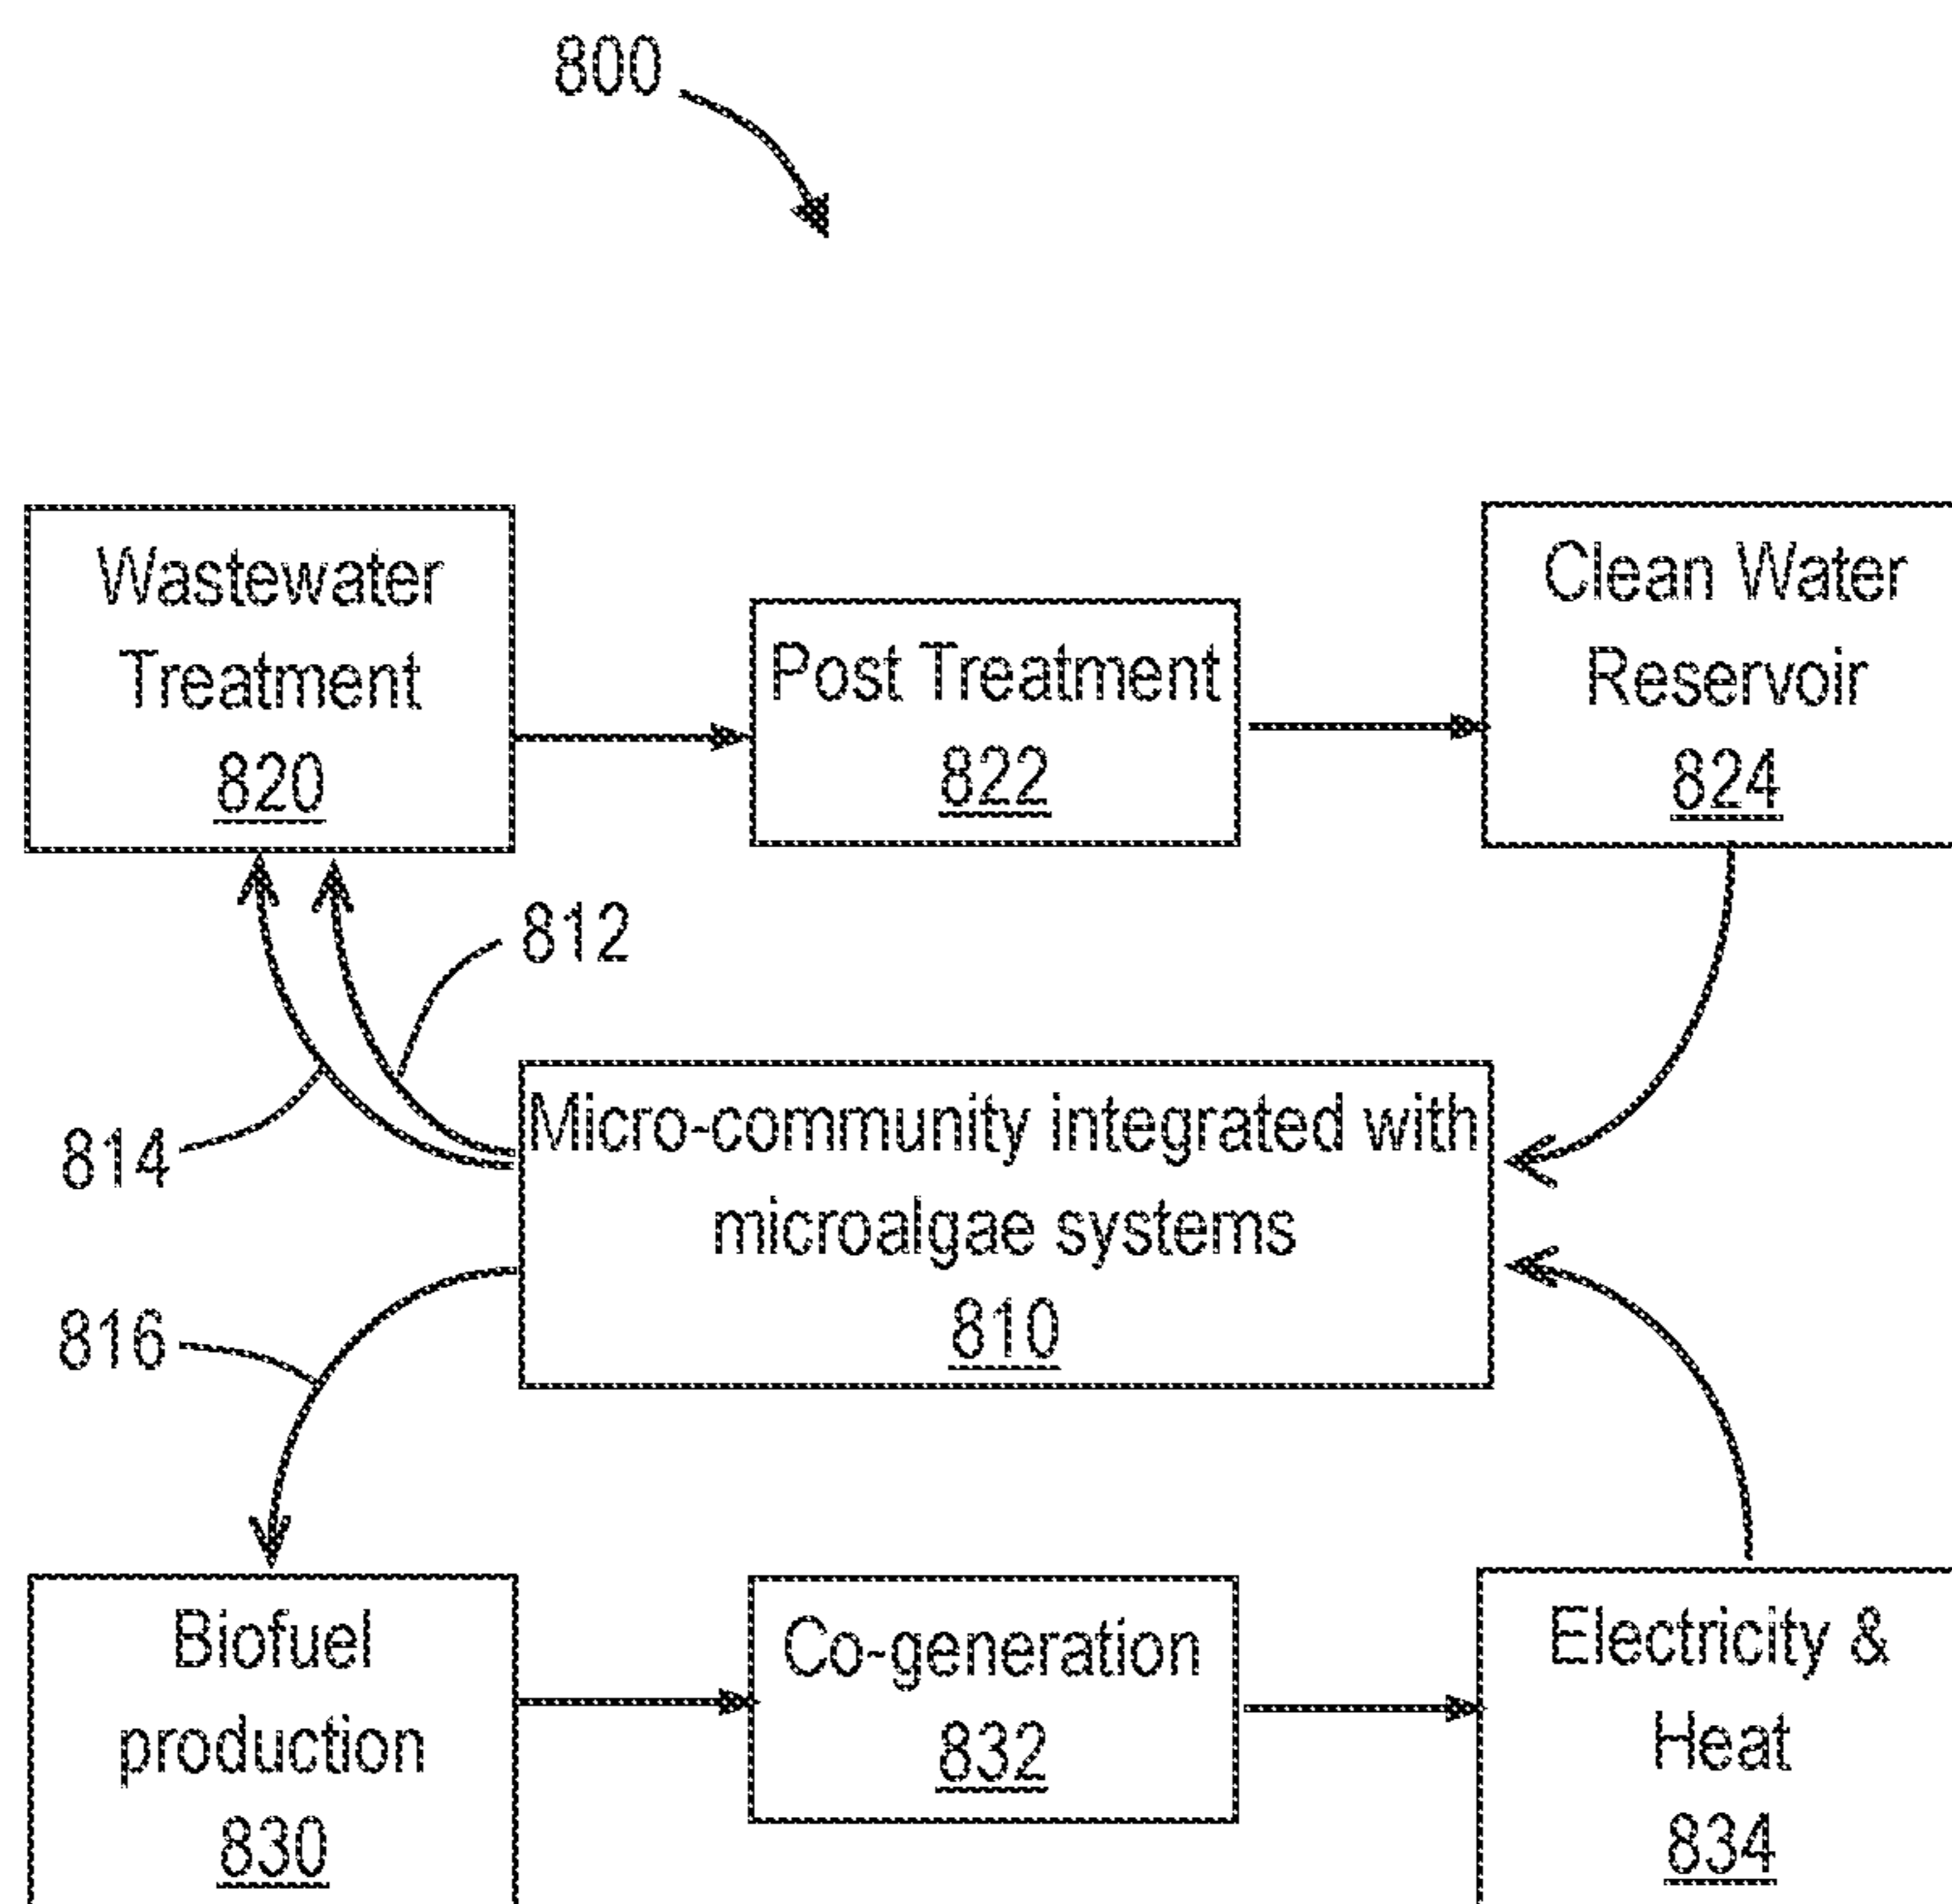 800
Wastewater
Treatment
820
Post Treatment
822
Clean Water
Reservoir
824
812
814
Micro-community integrated with
microalgae systems
810
816
Biofuel
production
830
Co-generation
832
Electricity &
Heat
834